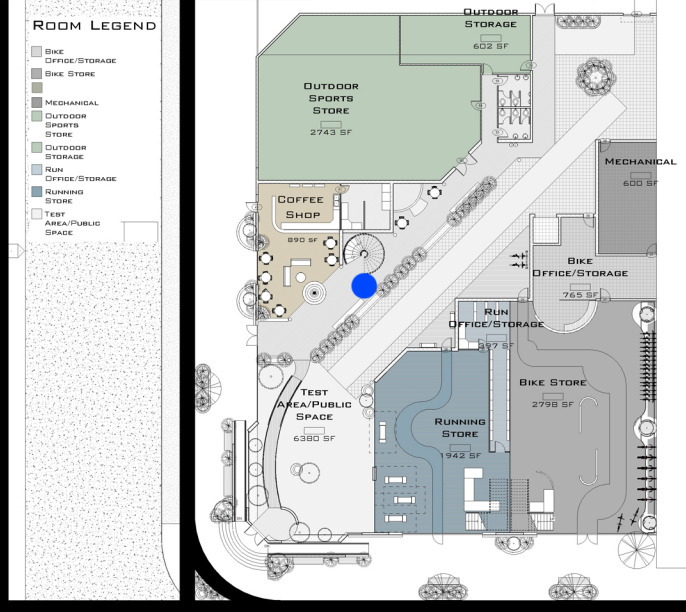 Room Legend
Bike
Office/Storage
Bike Store
Mechanical
Outdoor
Sports
Store
Outdoor
Storage
Run
Office/Storage
Running
Store
Test
Area/Public
Space
Outdoor
Storage
602 SF
Outdoor
Sports
Store
2743 SF
Mechanical
600 SF
Coffee
Shop
890 SF
Bike
Office/Storage
765 SF
Run
Office/Storage
397 SF
Bike Store
2798 SF
Test
Area/Public
Space
6380 SF
Running
Store
1942 SF